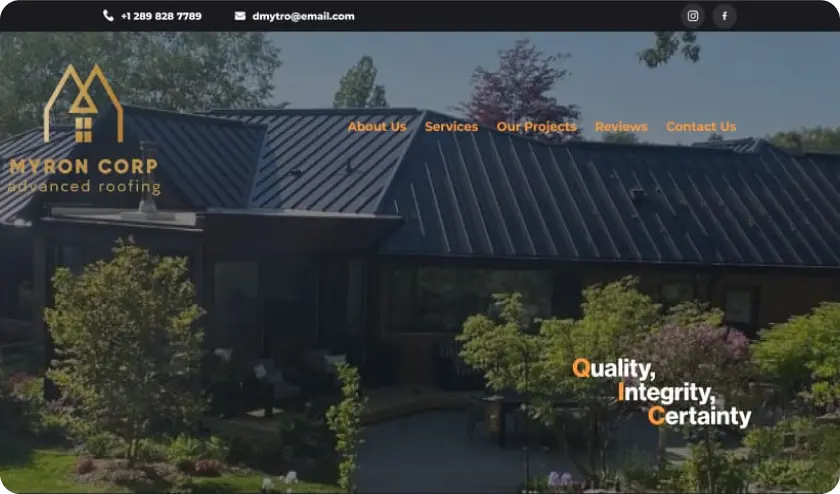 +1 289 828 7789 dmytro@email.com
About Us Services Our Projects Reviews Contact Us
MYRON CORP
advanced roofing
Quality,
Integrity,
Certainty